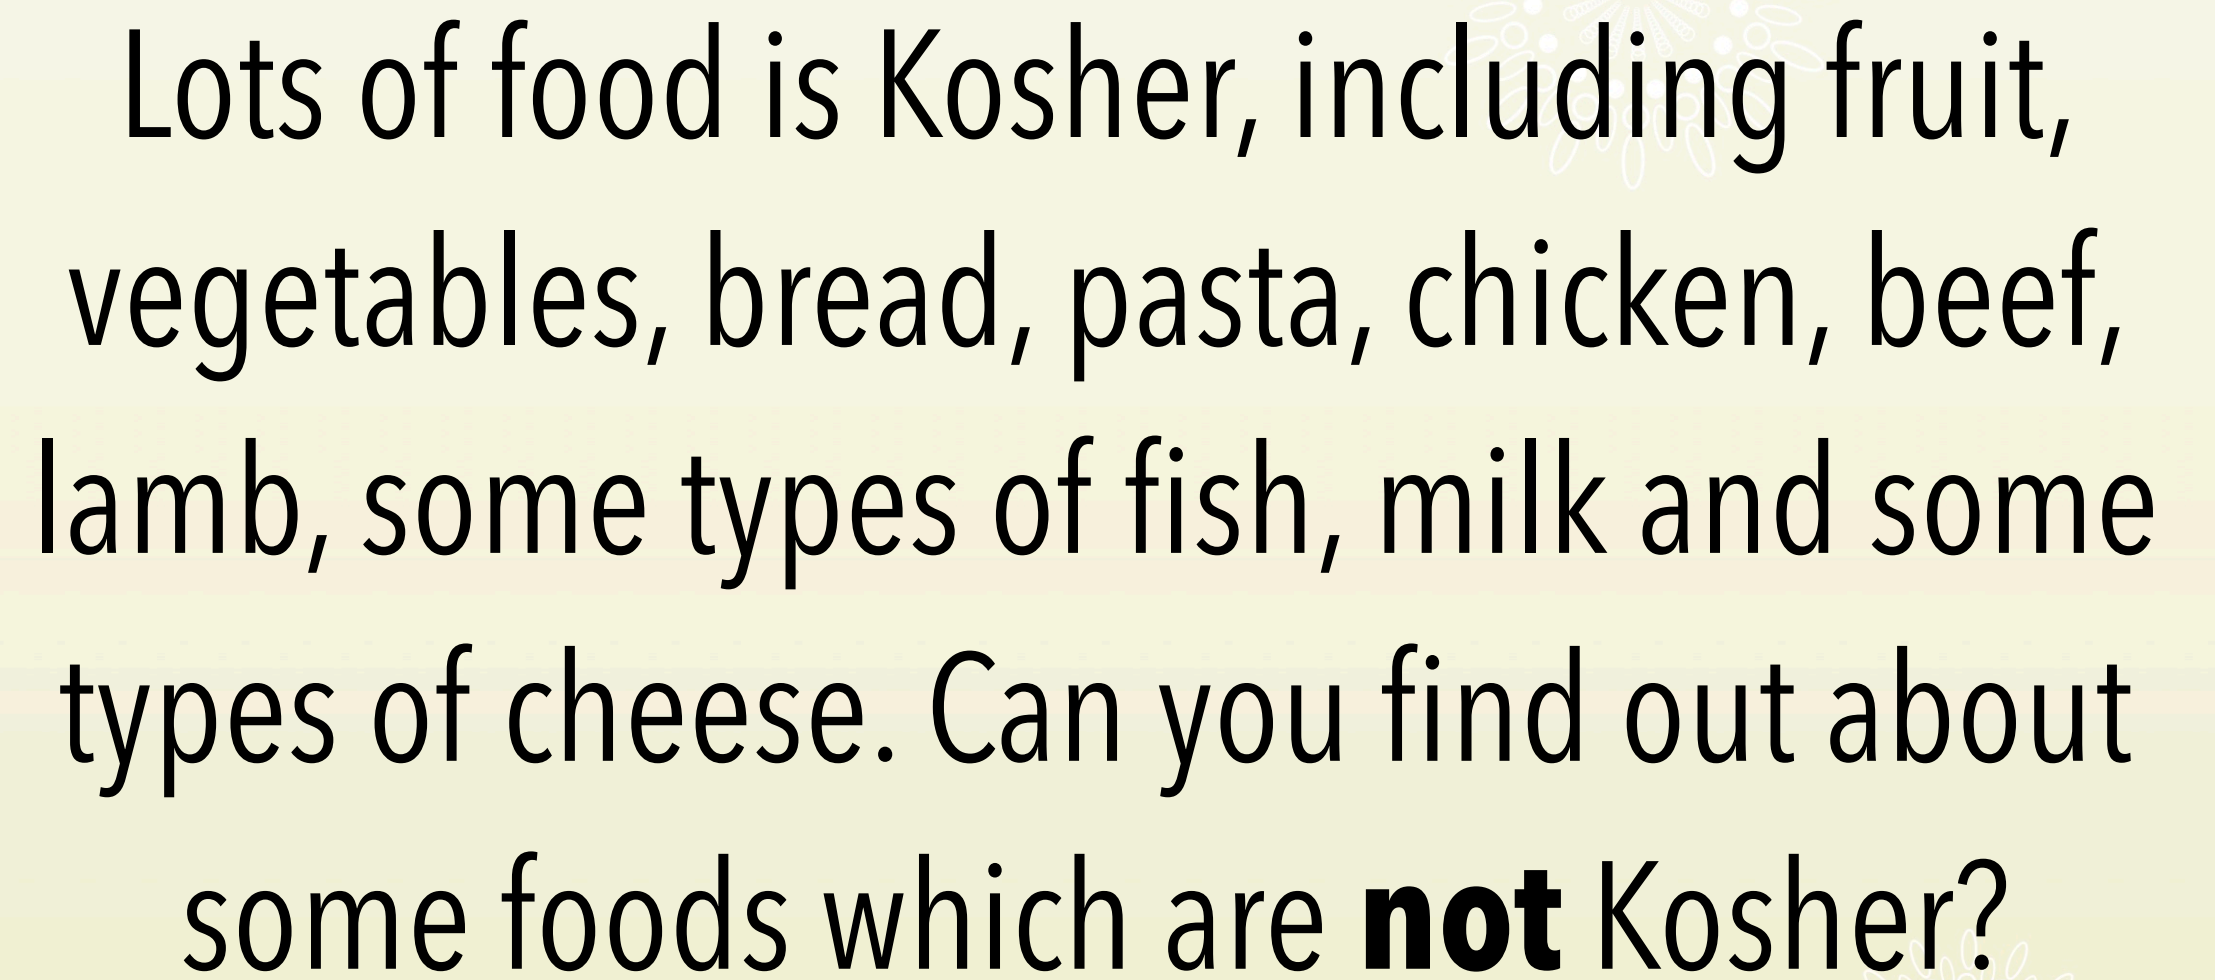 Lots of food is Kosher, including fruit,
vegetables, bread, pasta, chicken, beef,
lamb, some types of fish, milk and some
types of cheese. Can you find out about
some foods which are not Kosher?